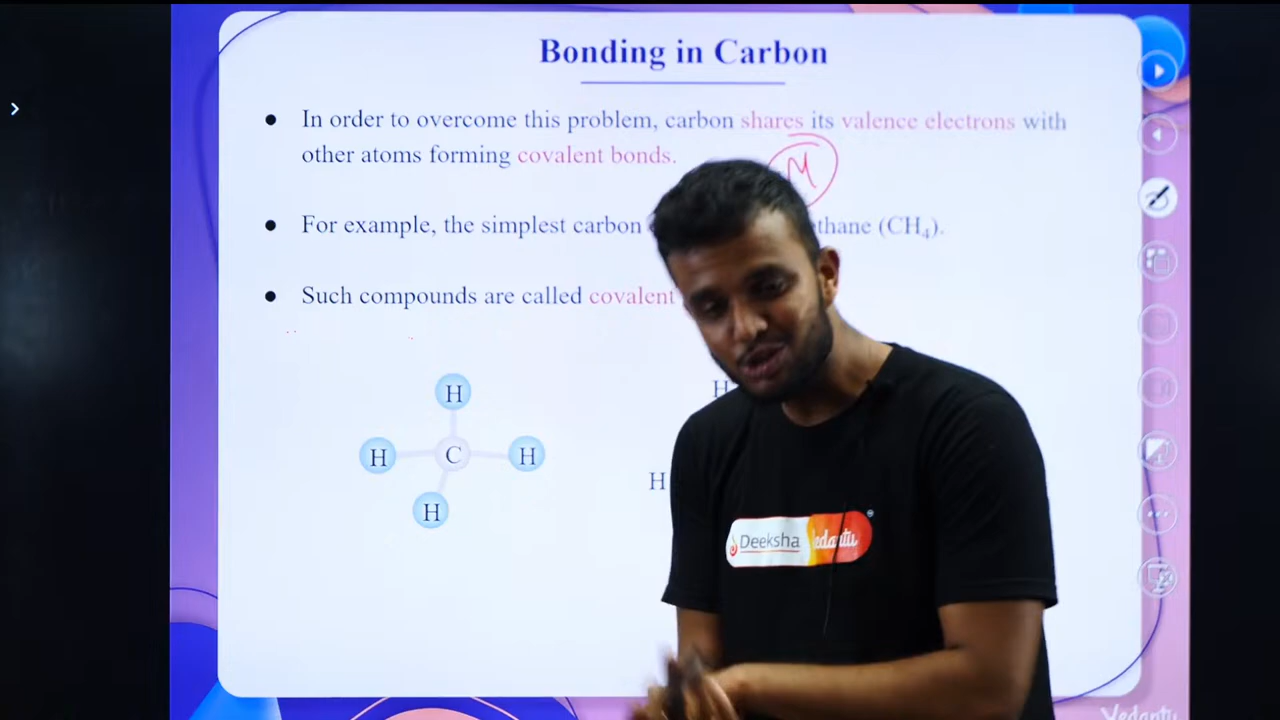 Bonding in Carbon
● In order to overcome this problem, carbon shares its valence electrons with
other atoms forming covalent bonds.
M
● For example, the simplest carbon thane (CH₄).
● Such compounds are called covalent
H
H
H C H
H
H
Deeksha vedantu
Vedantu